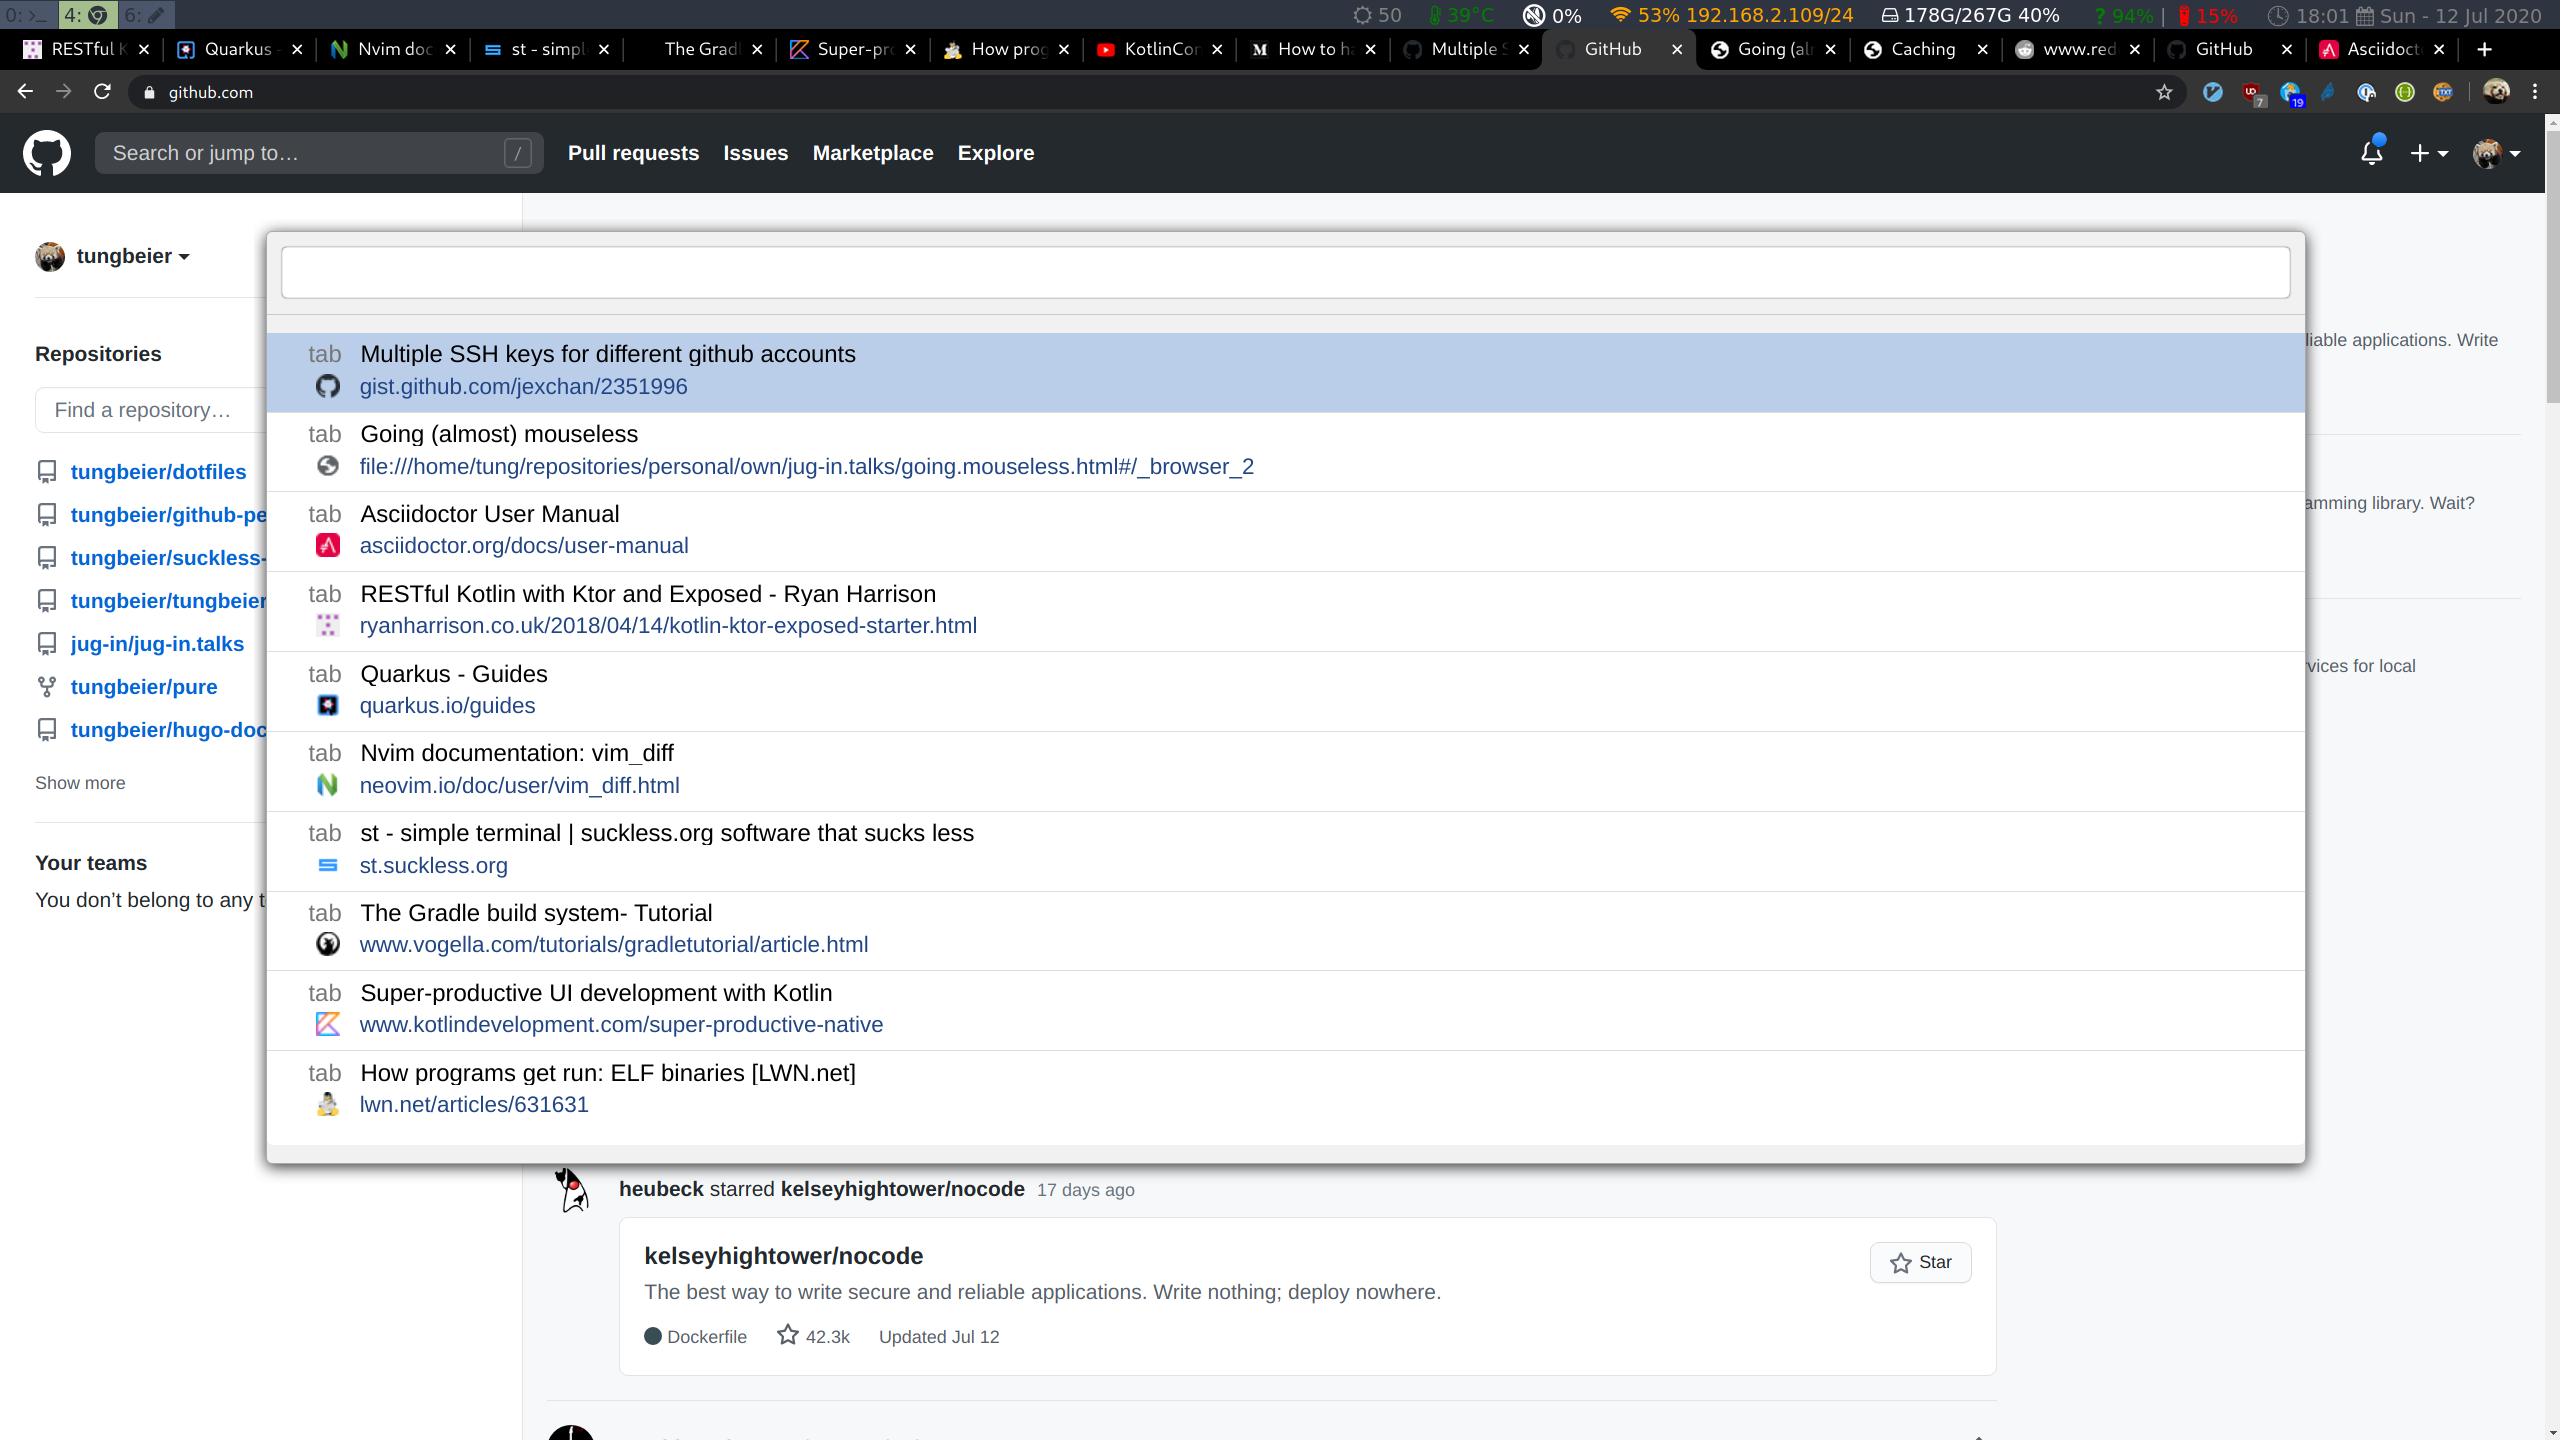 0: >_ 4: 6: 50 39°C 0% 53% 192.168.2.109/24 178G/267G 40% ? 94% | 15% 18:01 Sun - 12 Jul 2020
RESTful K Quarkus - Nvim doc st - simpl The Gradl Super-pro How prog KotlinCon How to ha Multiple S GitHub Going (al Caching www.red GitHub Asciidoct
github.com 7 19
Search or jump to… / Pull requests Issues Marketplace Explore
tungbeier
Repositories
Find a repository…
tungbeier/dotfiles
tungbeier/github-pe
tungbeier/suckless-
tungbeier/tungbeier
jug-in/jug-in.talks
tungbeier/pure
tungbeier/hugo-doc
Show more
Your teams
You don’t belong to any t
tab Multiple SSH keys for different github accounts
gist.github.com/jexchan/2351996
tab Going (almost) mouseless
file:///home/tung/repositories/personal/own/jug-in.talks/going.mouseless.html#/_browser_2
tab Asciidoctor User Manual
asciidoctor.org/docs/user-manual
tab RESTful Kotlin with Ktor and Exposed - Ryan Harrison
ryanharrison.co.uk/2018/04/14/kotlin-ktor-exposed-starter.html
tab Quarkus - Guides
quarkus.io/guides
tab Nvim documentation: vim_diff
neovim.io/doc/user/vim_diff.html
tab st - simple terminal | suckless.org software that sucks less
st.suckless.org
tab The Gradle build system- Tutorial
www.vogella.com/tutorials/gradletutorial/article.html
tab Super-productive UI development with Kotlin
www.kotlindevelopment.com/super-productive-native
tab How programs get run: ELF binaries [LWN.net]
lwn.net/articles/631631
liable applications. Write
amming library. Wait?
vices for local
heubeck starred kelseyhightower/nocode 17 days ago
kelseyhightower/nocode
Star
The best way to write secure and reliable applications. Write nothing; deploy nowhere.
Dockerfile 42.3k Updated Jul 12